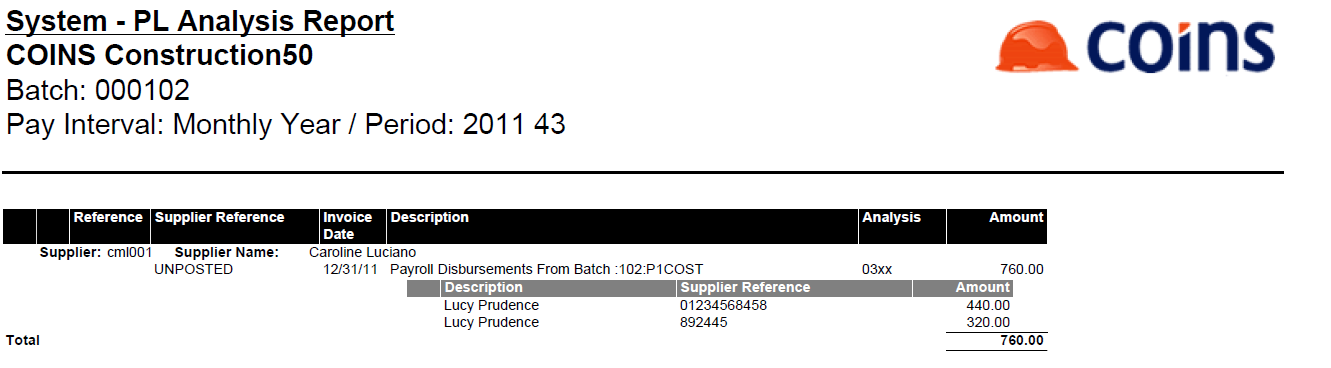 System - PL Analysis Report
COINS Construction50
coins
Batch: 000102
Pay Interval: Monthly Year / Period: 2011 43
Reference Supplier Reference Invoice Date Description Analysis Amount
Supplier: cml001 Supplier Name: Caroline Luciano
UNPOSTED 12/31/11 Payroll Disbursements From Batch :102:P1COST 03xx 760.00
Description Supplier Reference Amount
Lucy Prudence 01234568458 440.00
Lucy Prudence 892445 320.00
Total 760.00